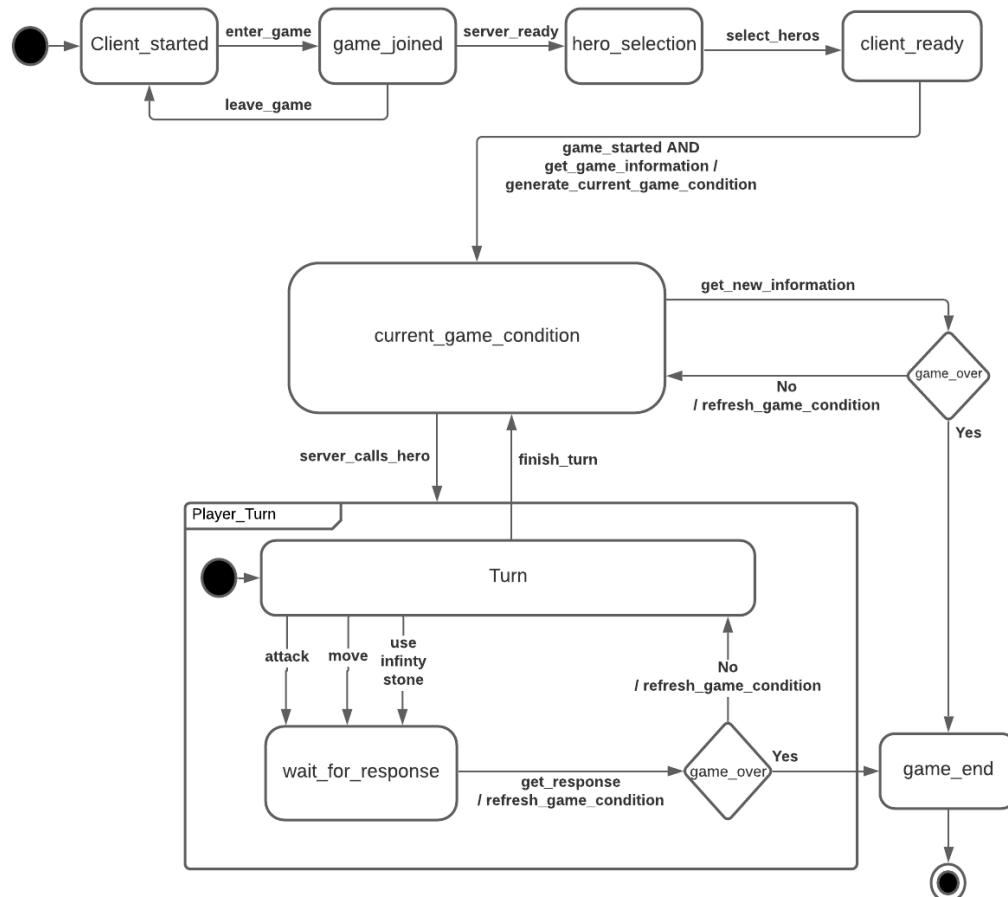 Client_started
enter_game
game_joined
server_ready
hero_selection
select_heros
client_ready
leave_game
game_started AND
get_game_information /
generate_current_game_condition
current_game_condition
get_new_information
game_over
No
/ refresh_game_condition
Yes
server_calls_hero
finish_turn
Player_Turn
Turn
attack
move
use
infinty
stone
No
/ refresh_game_condition
wait_for_response
get_response
/ refresh_game_condition
game_over
Yes
game_end